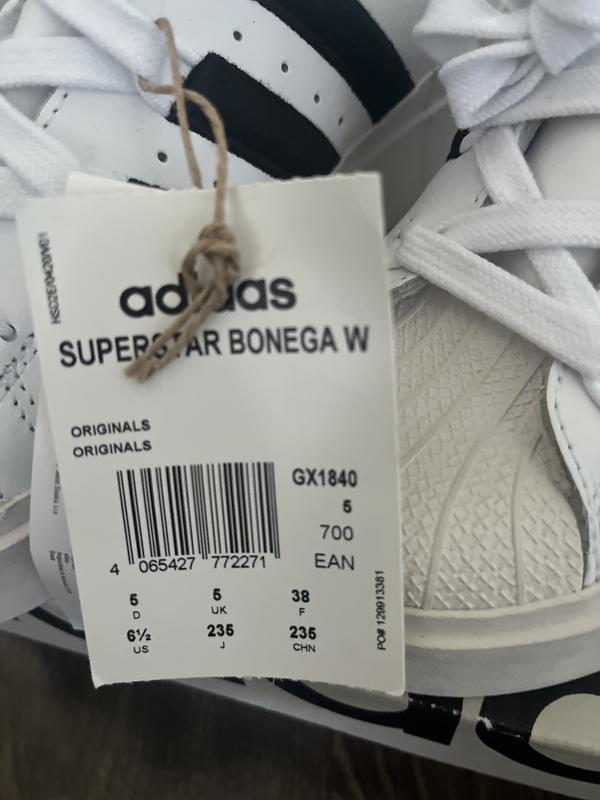 adidas
SUPERSTAR BONEGA W
ORIGINALS
ORIGINALS
GX1840
5
700
EAN
4 065427 772271
5 5 38
D UK F
6½ 235 235
US J CHN
PO# 129913381